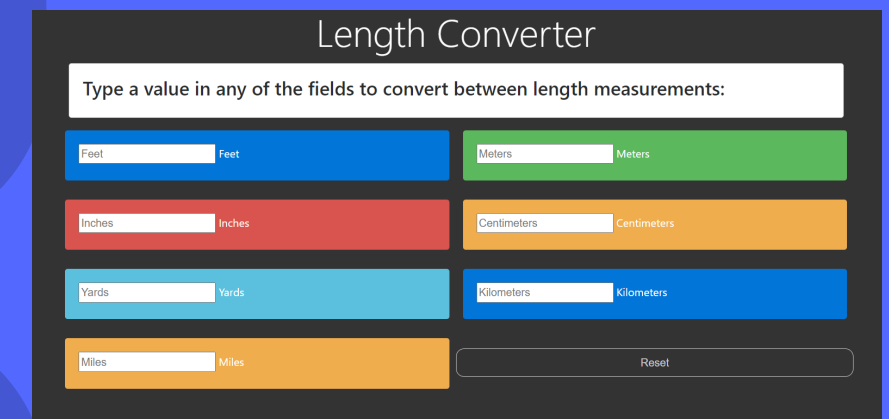 Length Converter
Type a value in any of the fields to convert between length measurements:
Feet Feet
Meters Meters
Inches Inches
Centimeters Centimeters
Yards Yards
Kilometers Kilometers
Miles Miles
Reset